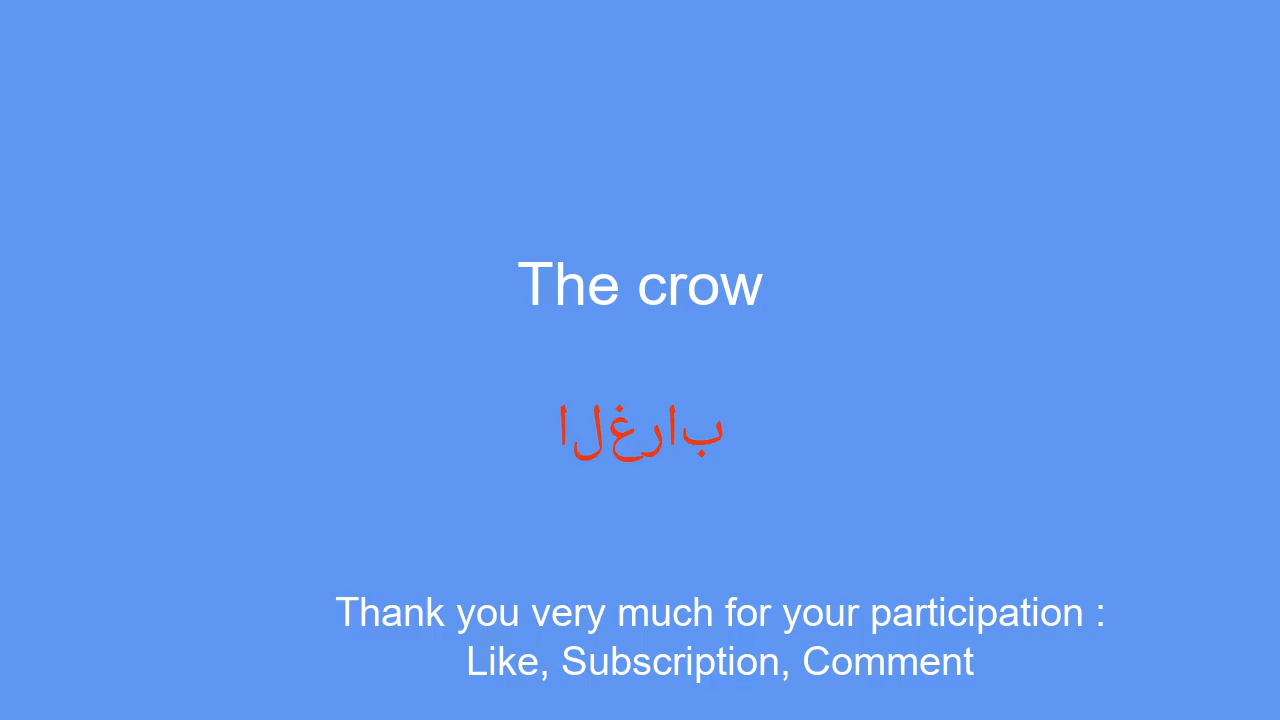 The crow
الغراب
Thank you very much for your participation :
Like, Subscription, Comment